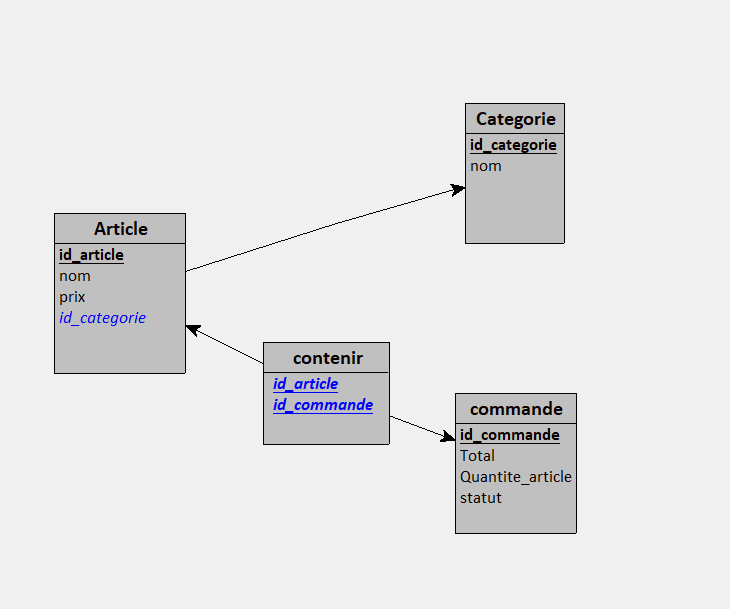 Categorie
id_categorie
nom
Article
id_article
nom
prix
id_categorie
contenir
id_article
id_commande
commande
id_commande
Total
Quantite_article
statut